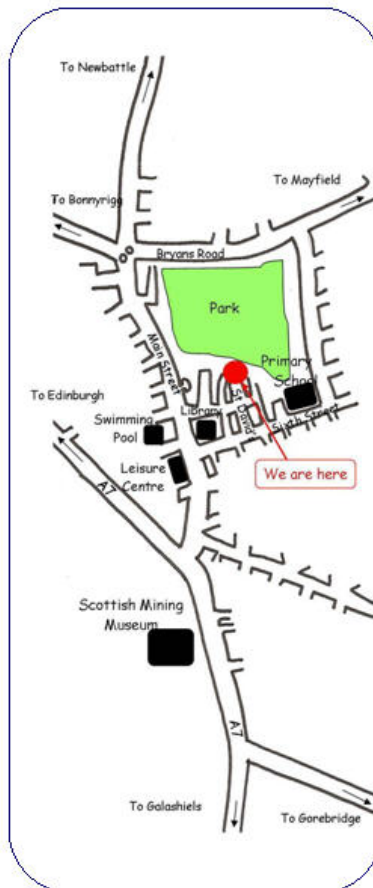 To Newbattle
To Mayfield
To Bonnyrigg
Bryans Road
Park
Main Street
Primary
School
St David's
To Edinburgh
Library
Sixth Street
Swimming
Pool
Leisure
Centre
We are here
A7
Scottish Mining
Museum
A7
To Galashiels
To Gorebridge